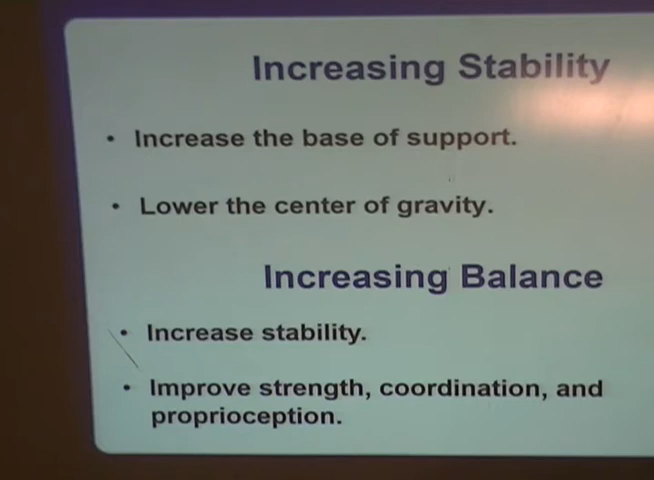 Increasing Stability
• Increase the base of support.
• Lower the center of gravity.
Increasing Balance
• Increase stability.
• Improve strength, coordination, and
proprioception.